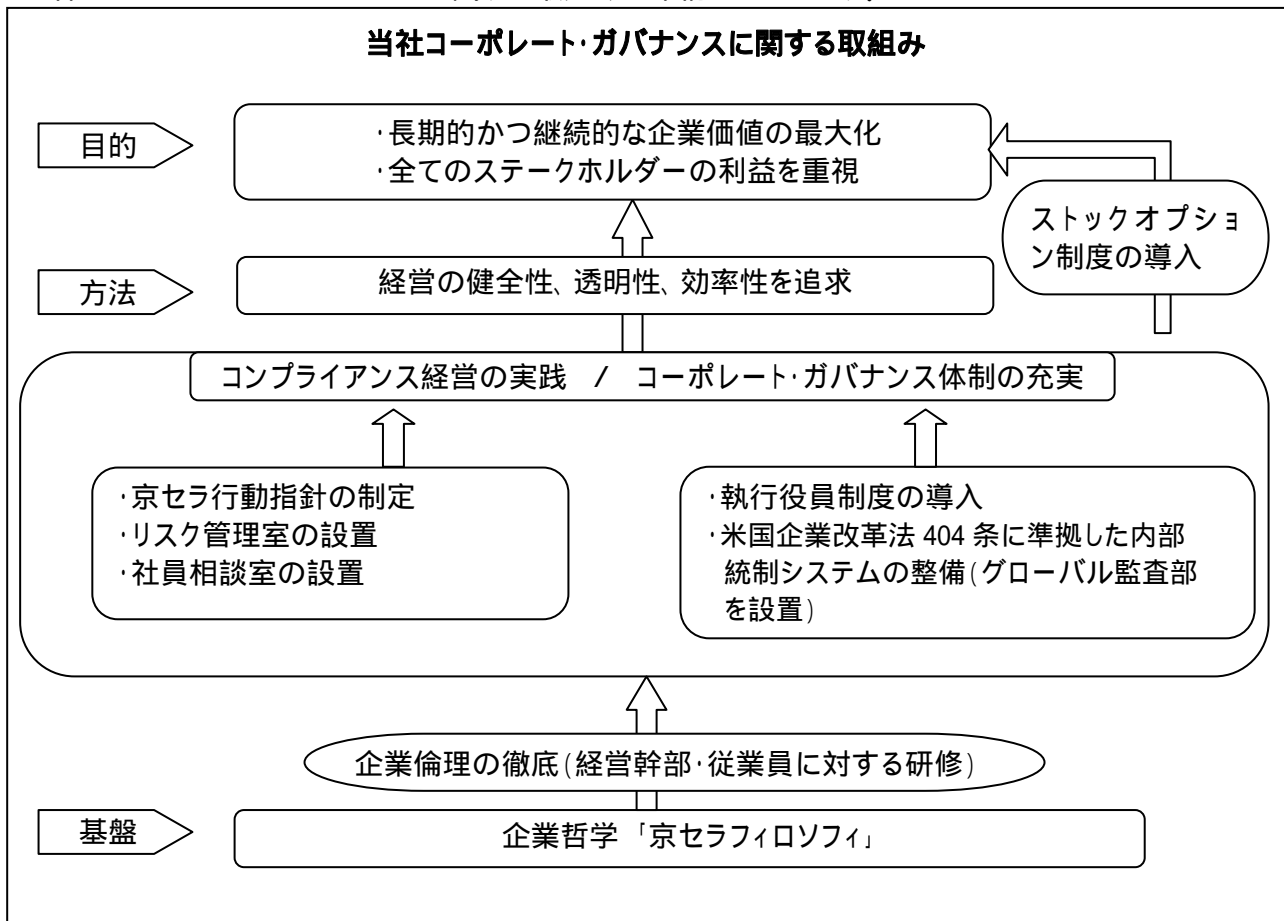 当社コーポレート・ガバナンスに関する取組み
目的
・長期的かつ継続的な企業価値の最大化
・全てのステークホルダーの利益を重視
ストックオプショ
ン制度の導入
方法
経営の健全性、透明性、効率性を追求
コンプライアンス経営の実践 / コーポレート・ガバナンス体制の充実
・京セラ行動指針の制定
・リスク管理室の設置
・社員相談室の設置
・執行役員制度の導入
・米国企業改革法 404 条に準拠した内部
統制システムの整備(グローバル監査部
を設置)
企業倫理の徹底(経営幹部・従業員に対する研修)
基盤
企業哲学「京セラフィロソフィ」